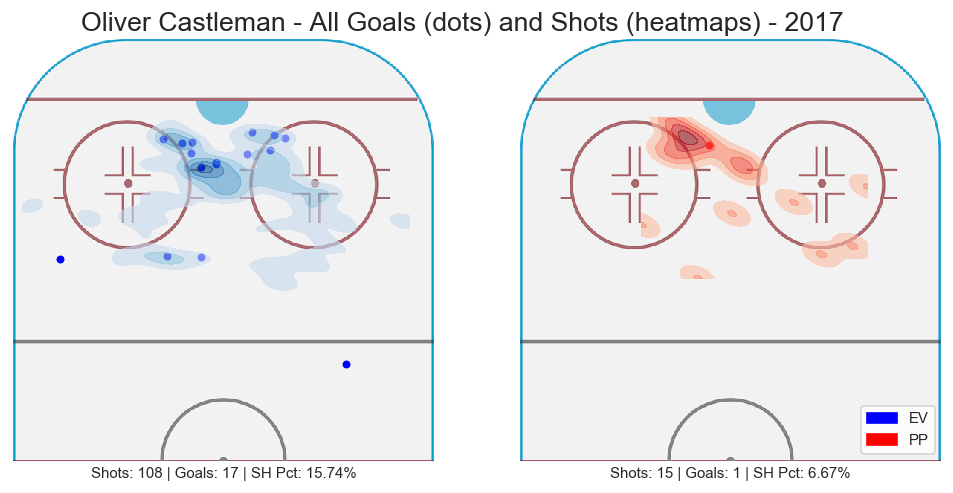 Oliver Castleman - All Goals (dots) and Shots (heatmaps) - 2017
EV
PP
Shots: 108 | Goals: 17 | SH Pct: 15.74%
Shots: 15 | Goals: 1 | SH Pct: 6.67%